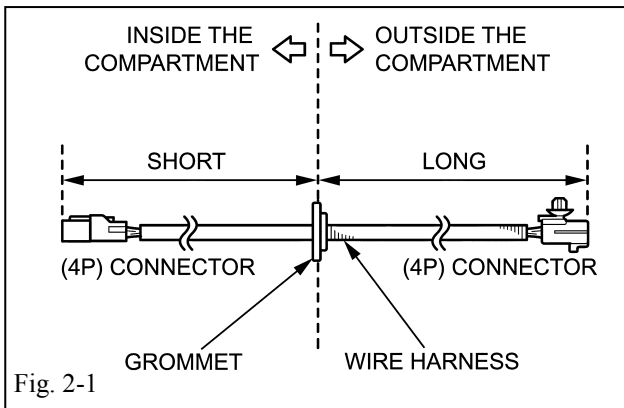 INSIDE THE
COMPARTMENT
OUTSIDE THE
COMPARTMENT
SHORT
LONG
(4P) CONNECTOR
(4P) CONNECTOR
GROMMET
WIRE HARNESS
Fig. 2-1